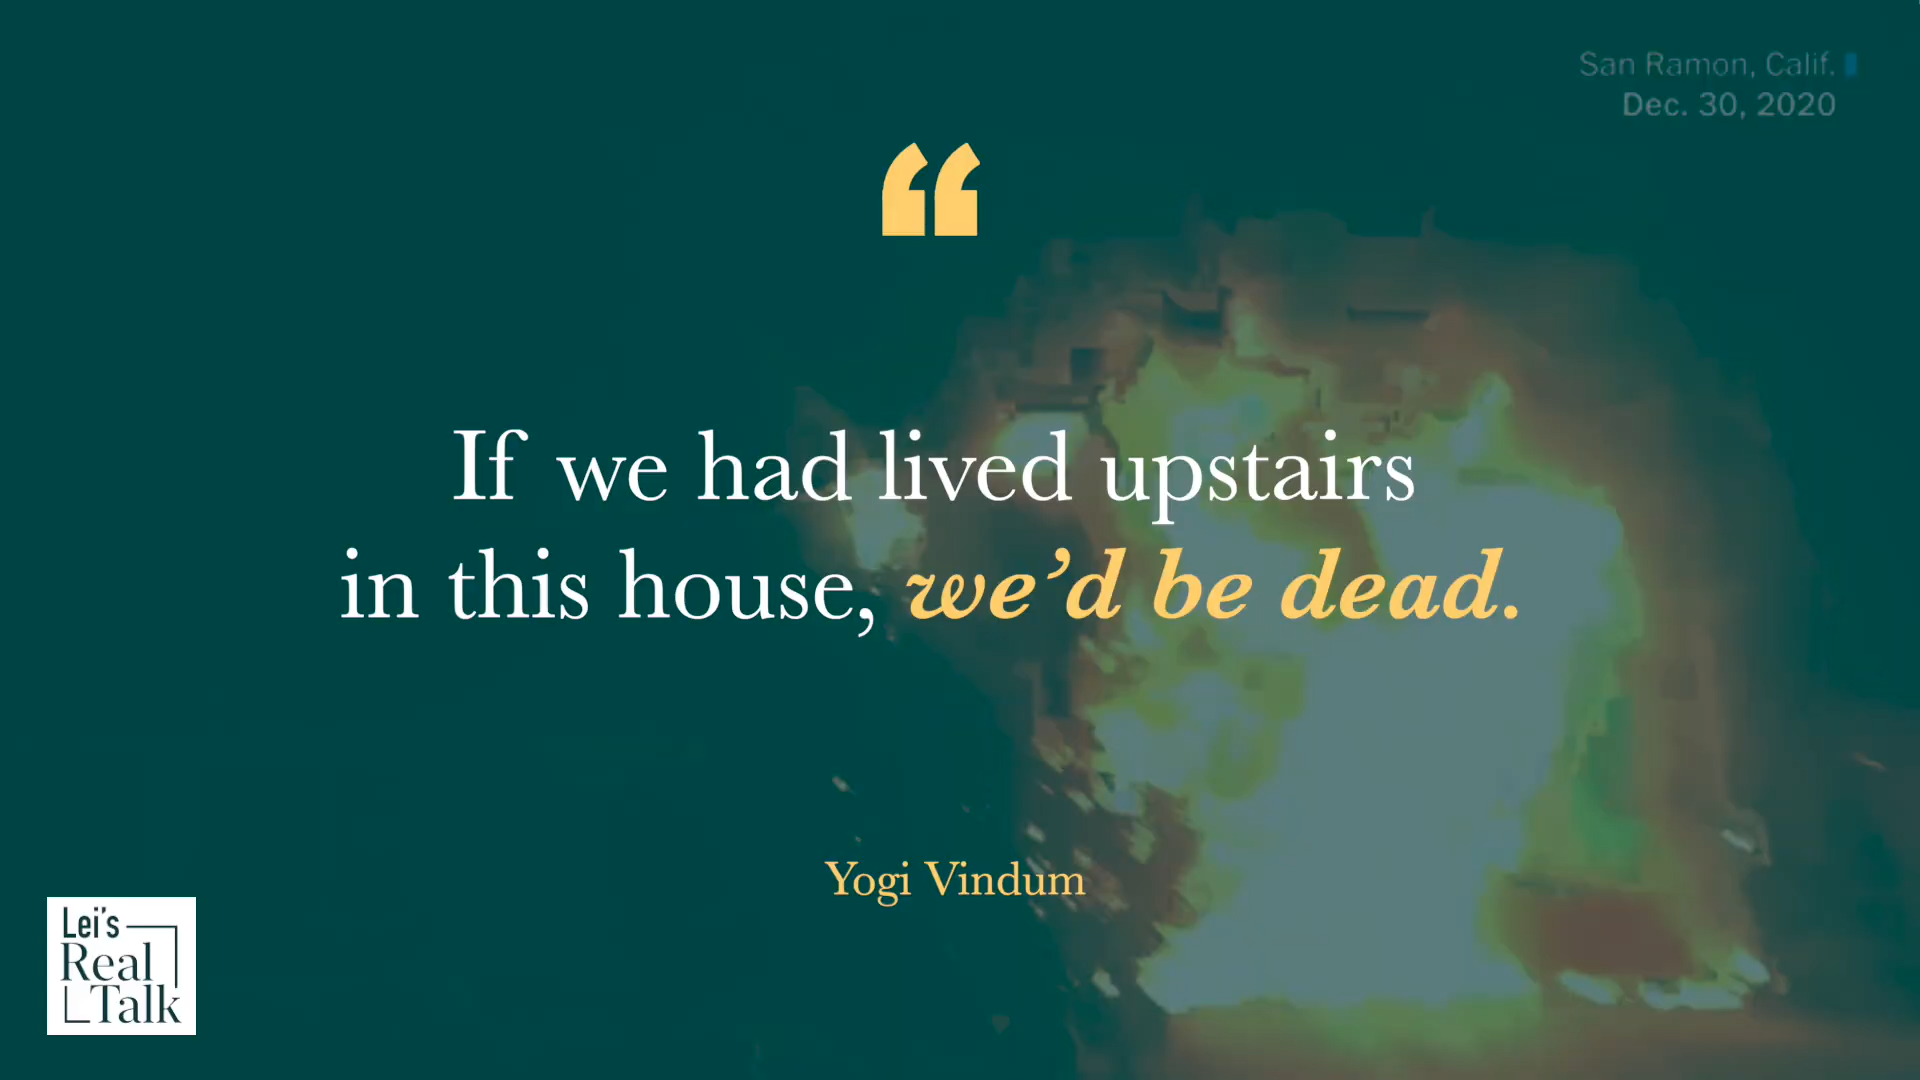 San Ramon, Calif.
Dec. 30, 2020
“
If we had lived upstairs
in this house, we’d be dead.
Yogi Vindum
Lei’s
Real
Talk